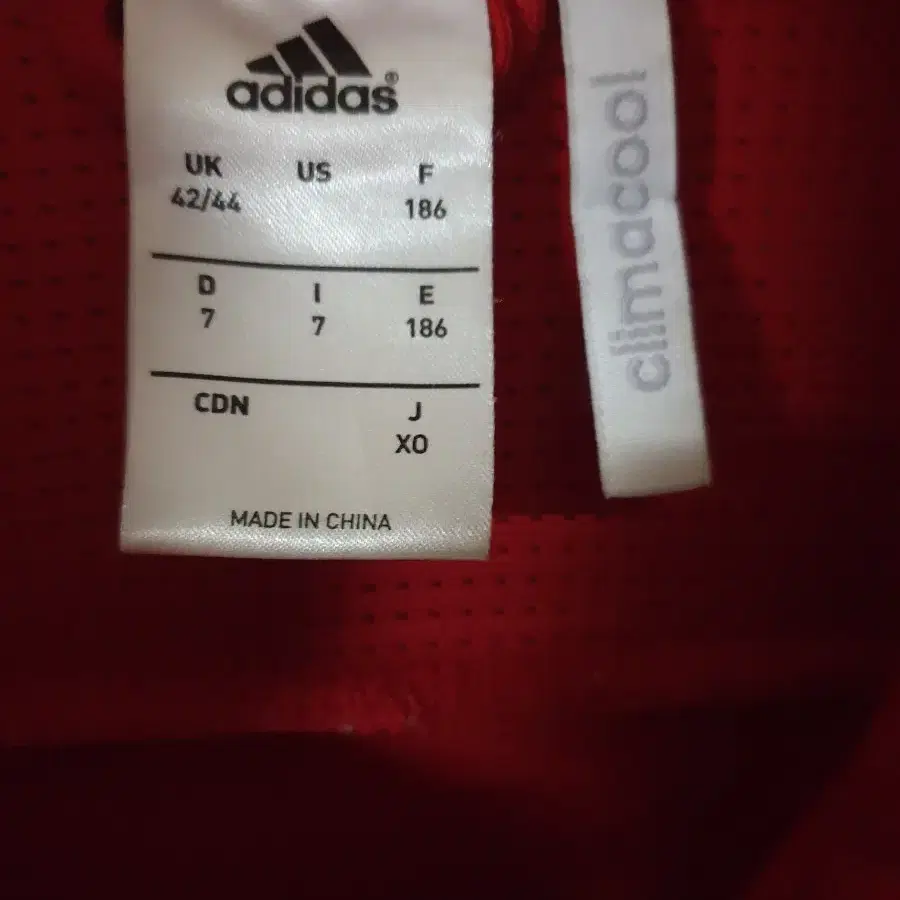 adidas®
UK US F
42/44 186
D I E
7 7 186
CDN J
XO
MADE IN CHINA
climacool